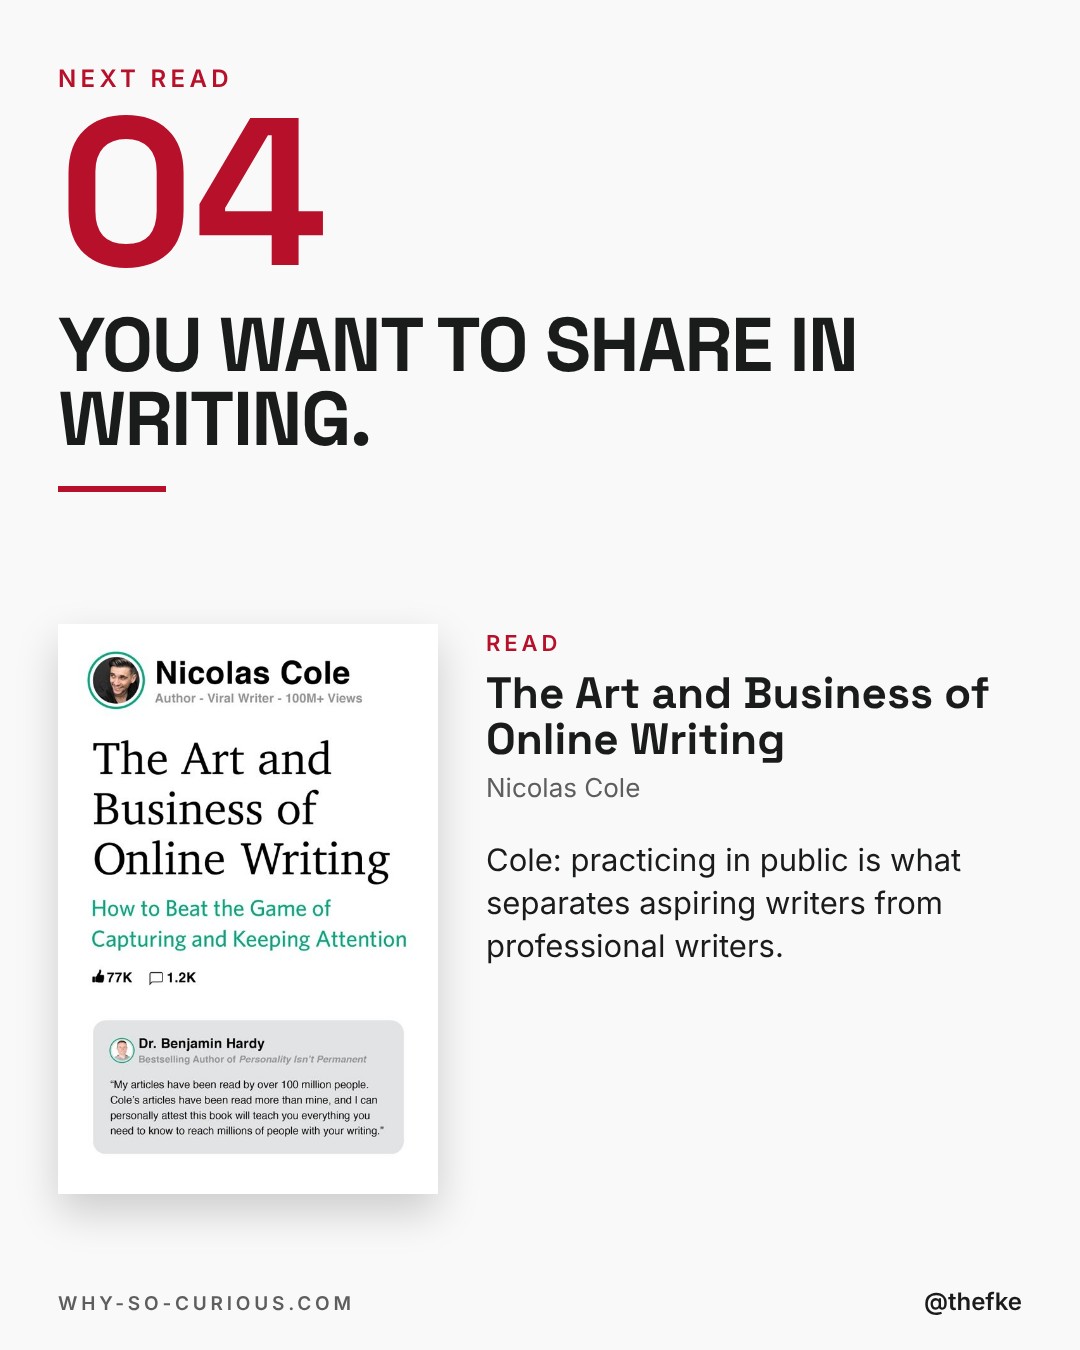 NEXT READ
04
YOU WANT TO SHARE IN
WRITING.
Nicolas Cole
Author - Viral Writer - 100M+ Views
The Art and
Business of
Online Writing
How to Beat the Game of
Capturing and Keeping Attention
77K 1.2K
Dr. Benjamin Hardy
Bestselling Author of Personality Isn't Permanent
“My articles have been read by over 100 million people.
Cole’s articles have been read more than mine, and I can
personally attest this book will teach you everything you
need to know to reach millions of people with your writing.”
READ
The Art and Business of
Online Writing
Nicolas Cole
Cole: practicing in public is what
separates aspiring writers from
professional writers.
WHY-SO-CURIOUS.COM
@thefke